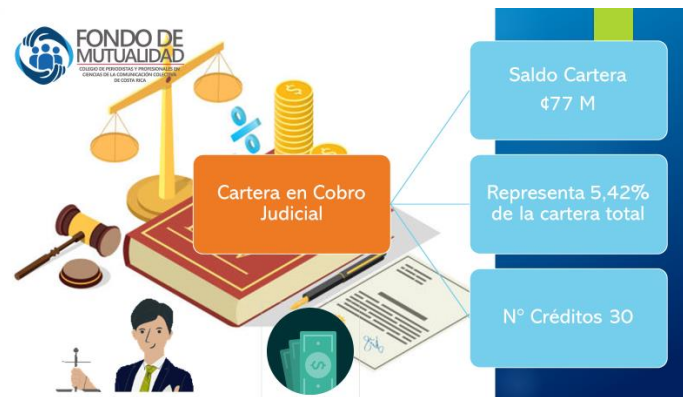 FONDO DE
MUTUALIDAD
COLEGIO DE PERIODISTAS Y PROFESIONALES EN
CIENCIAS DE LA COMUNICACIÓN COLECTIVA
DE COSTA RICA
Cartera en Cobro
Judicial
Saldo Cartera
¢77 M
Representa 5,42%
de la cartera total
N° Créditos 30